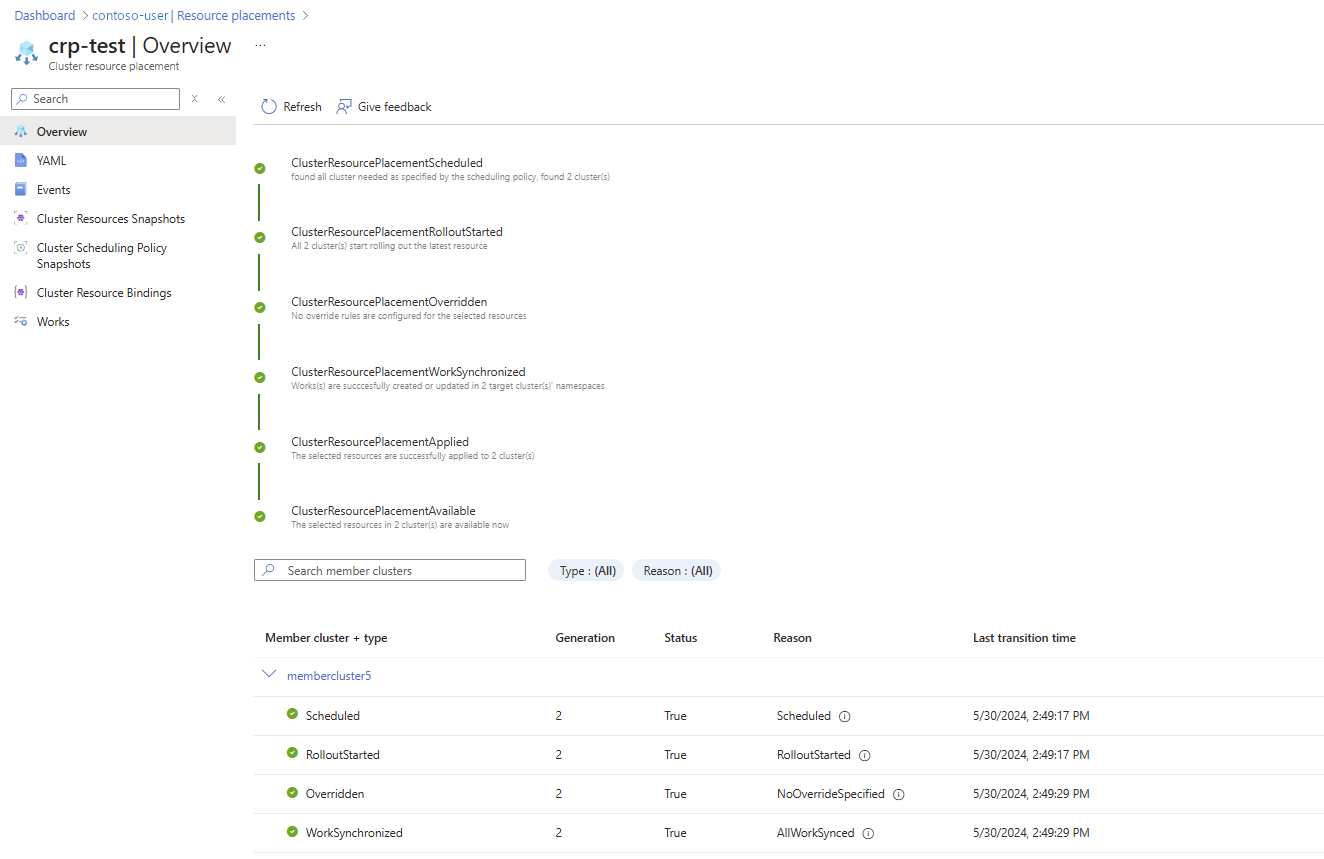 Dashboard > contoso-user | Resource placements >
crp-test | Overview ...
Cluster resource placement
Search
Refresh Give feedback
Overview
YAML
Events
Cluster Resources Snapshots
Cluster Scheduling Policy
Snapshots
Cluster Resource Bindings
Works
ClusterResourcePlacementScheduled
found all cluster needed as specified by the scheduling policy, found 2 cluster(s)
ClusterResourcePlacementRolloutStarted
All 2 cluster(s) start rolling out the latest resource
ClusterResourcePlacementOverridden
No override rules are configured for the selected resources
ClusterResourcePlacementWorkSynchronized
Works(s) are succcesfully created or updated in 2 target cluster(s)' namespaces
ClusterResourcePlacementApplied
The selected resources are successfully applied to 2 cluster(s)
ClusterResourcePlacementAvailable
The selected resources in 2 cluster(s) are available now
Search member clusters Type : (All) Reason : (All)
Member cluster + type Generation Status Reason Last transition time
membercluster5
Scheduled 2 True Scheduled 5/30/2024, 2:49:17 PM
RolloutStarted 2 True RolloutStarted 5/30/2024, 2:49:17 PM
Overridden 2 True NoOverrideSpecified 5/30/2024, 2:49:29 PM
WorkSynchronized 2 True AllWorkSynced 5/30/2024, 2:49:29 PM